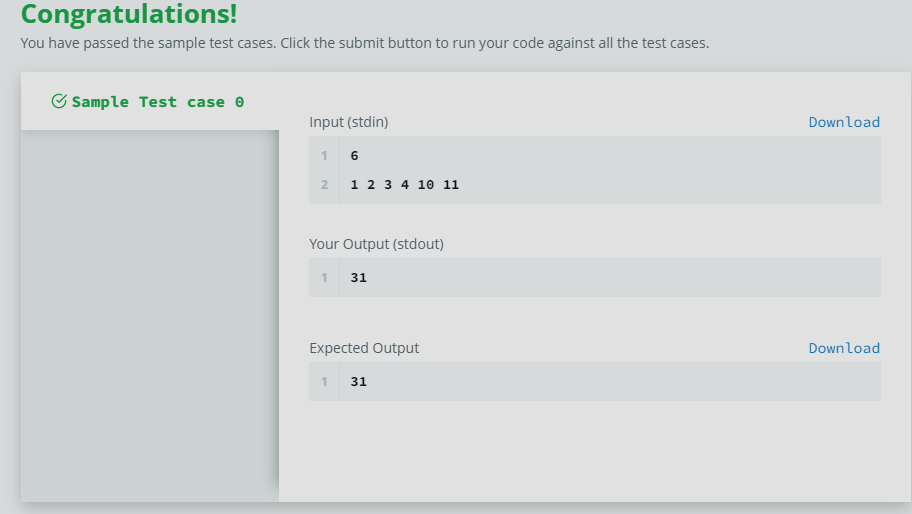 Congratulations!
You have passed the sample test cases. Click the submit button to run your code against all the test cases.
Sample Test case 0
Input (stdin)
Download
1 6
2 1 2 3 4 10 11
Your Output (stdout)
1 31
Expected Output
Download
1 31